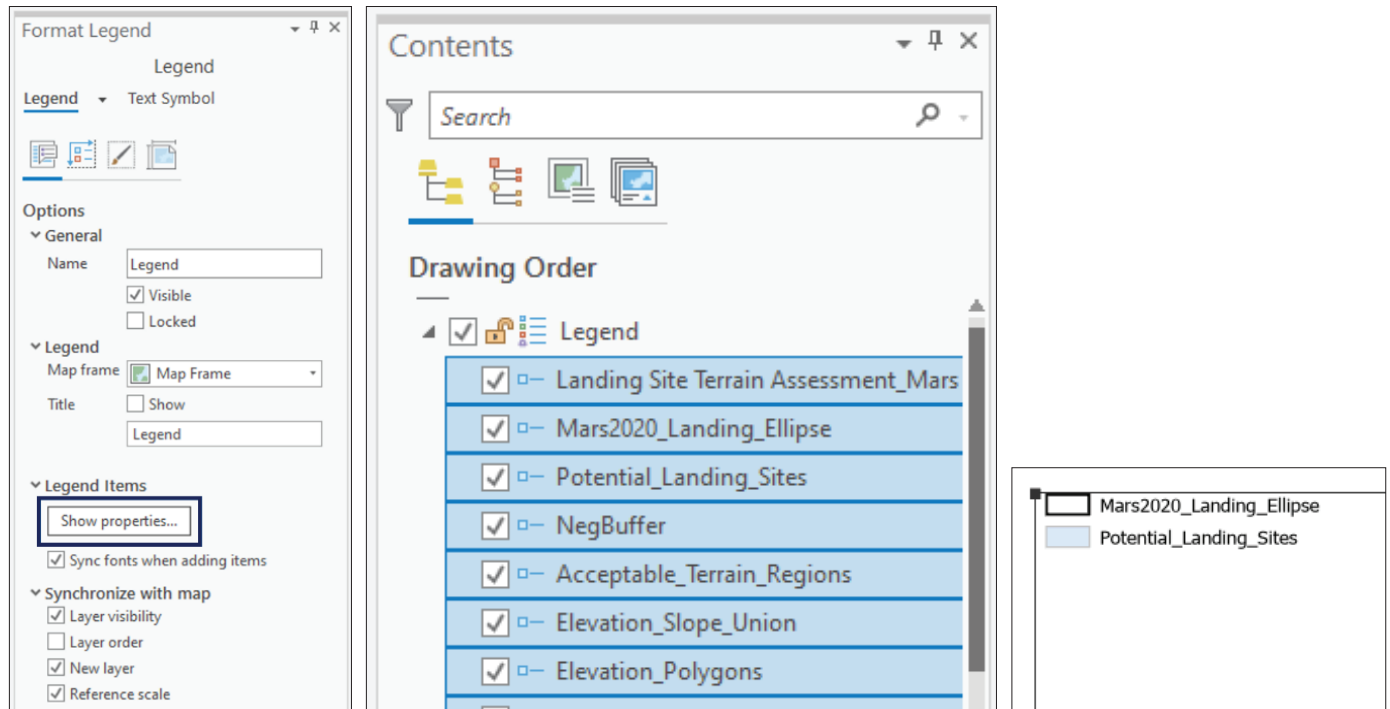 Format Legend
Legend
Legend Text Symbol
Options
General
Name Legend
Visible
Locked
Legend
Map frame Map Frame
Title Show
Legend
Legend Items
Show properties...
Sync fonts when adding items
Synchronize with map
Layer visibility
Layer order
New layer
Reference scale
Contents
Search
Drawing Order
Legend
Landing Site Terrain Assessment_Mars
Mars2020_Landing_Ellipse
Potential_Landing_Sites
NegBuffer
Acceptable_Terrain_Regions
Elevation_Slope_Union
Elevation_Polygons
Mars2020_Landing_Ellipse
Potential_Landing_Sites